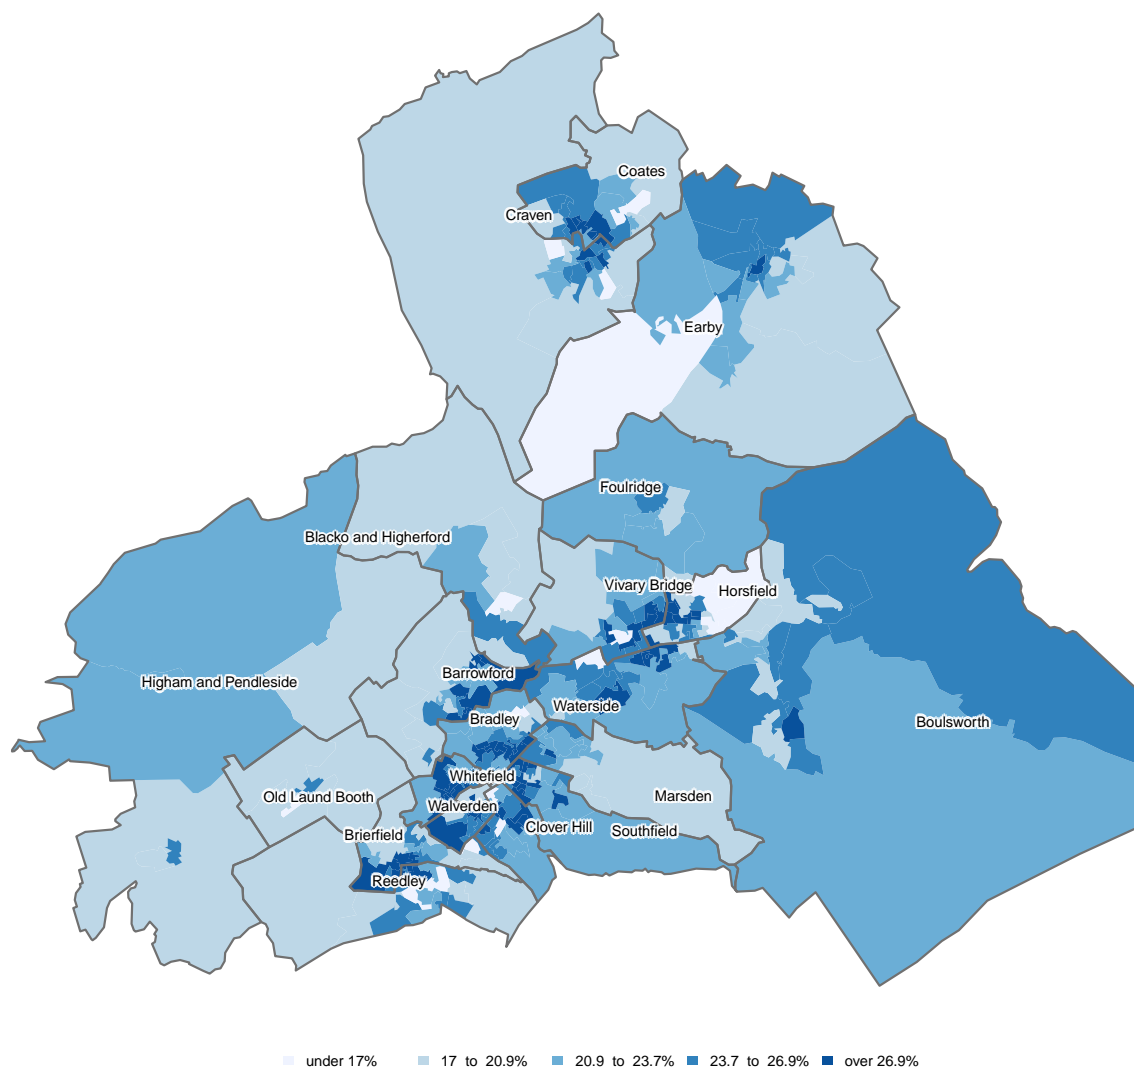 Coates
Craven
Earby
Foulridge
Blacko and Higherford
Vivary Bridge
Horsfield
Barrowford
Higham and Pendleside
Waterside
Bradley
Boulsworth
Whitefield
Old Laund Booth
Marsden
Walverden
Clover Hill
Southfield
Brierfield
Reedley
under 17% 17 to 20.9% 20.9 to 23.7% 23.7 to 26.9% over 26.9%